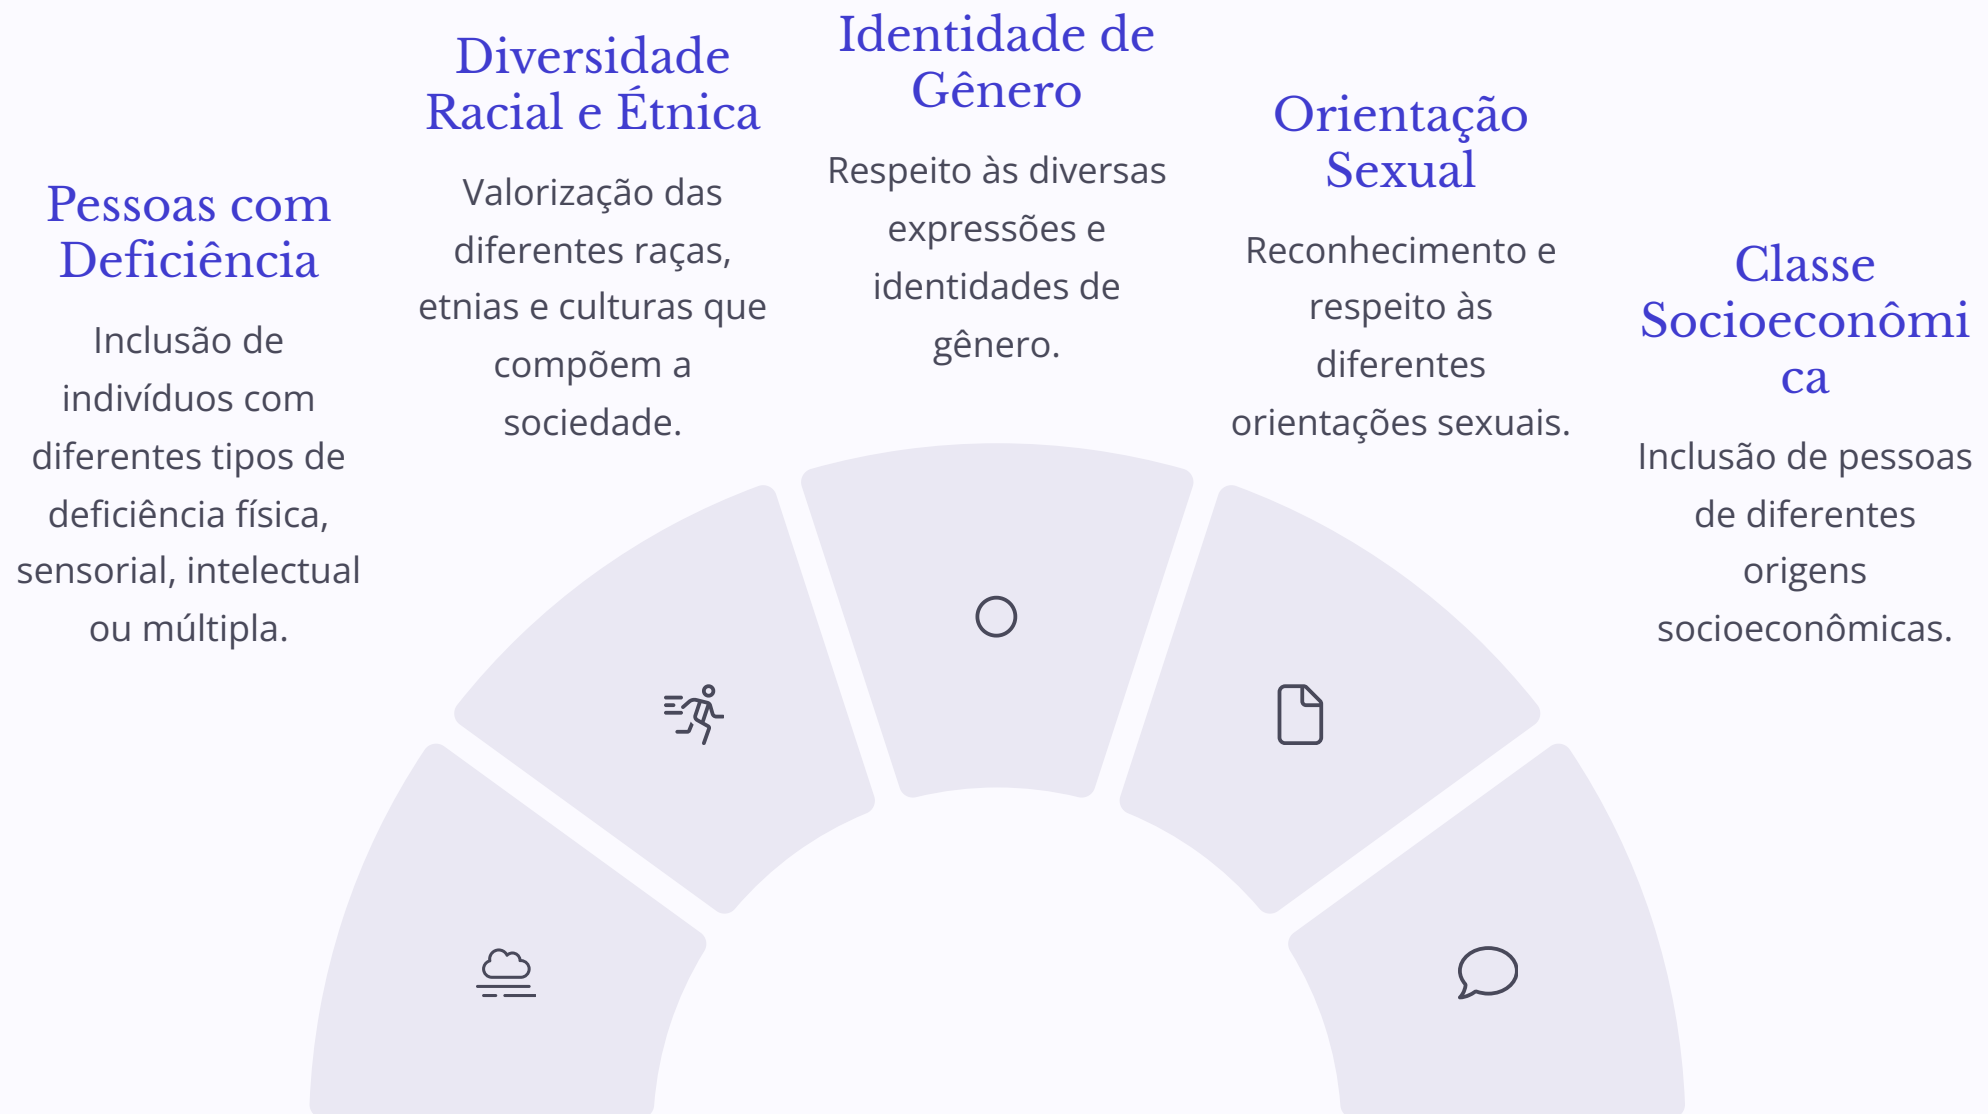 Pessoas com
Deficiência
Inclusão de
indivíduos com
diferentes tipos de
deficiência física,
sensorial, intelectual
ou múltipla.
Diversidade
Racial e Étnica
Valorização das
diferentes raças,
etnias e culturas que
compõem a
sociedade.
Identidade de
Gênero
Respeito às diversas
expressões e
identidades de
gênero.
Orientação
Sexual
Reconhecimento e
respeito às
diferentes
orientações sexuais.
Classe
Socioeconômi
ca
Inclusão de pessoas
de diferentes
origens
socioeconômicas.